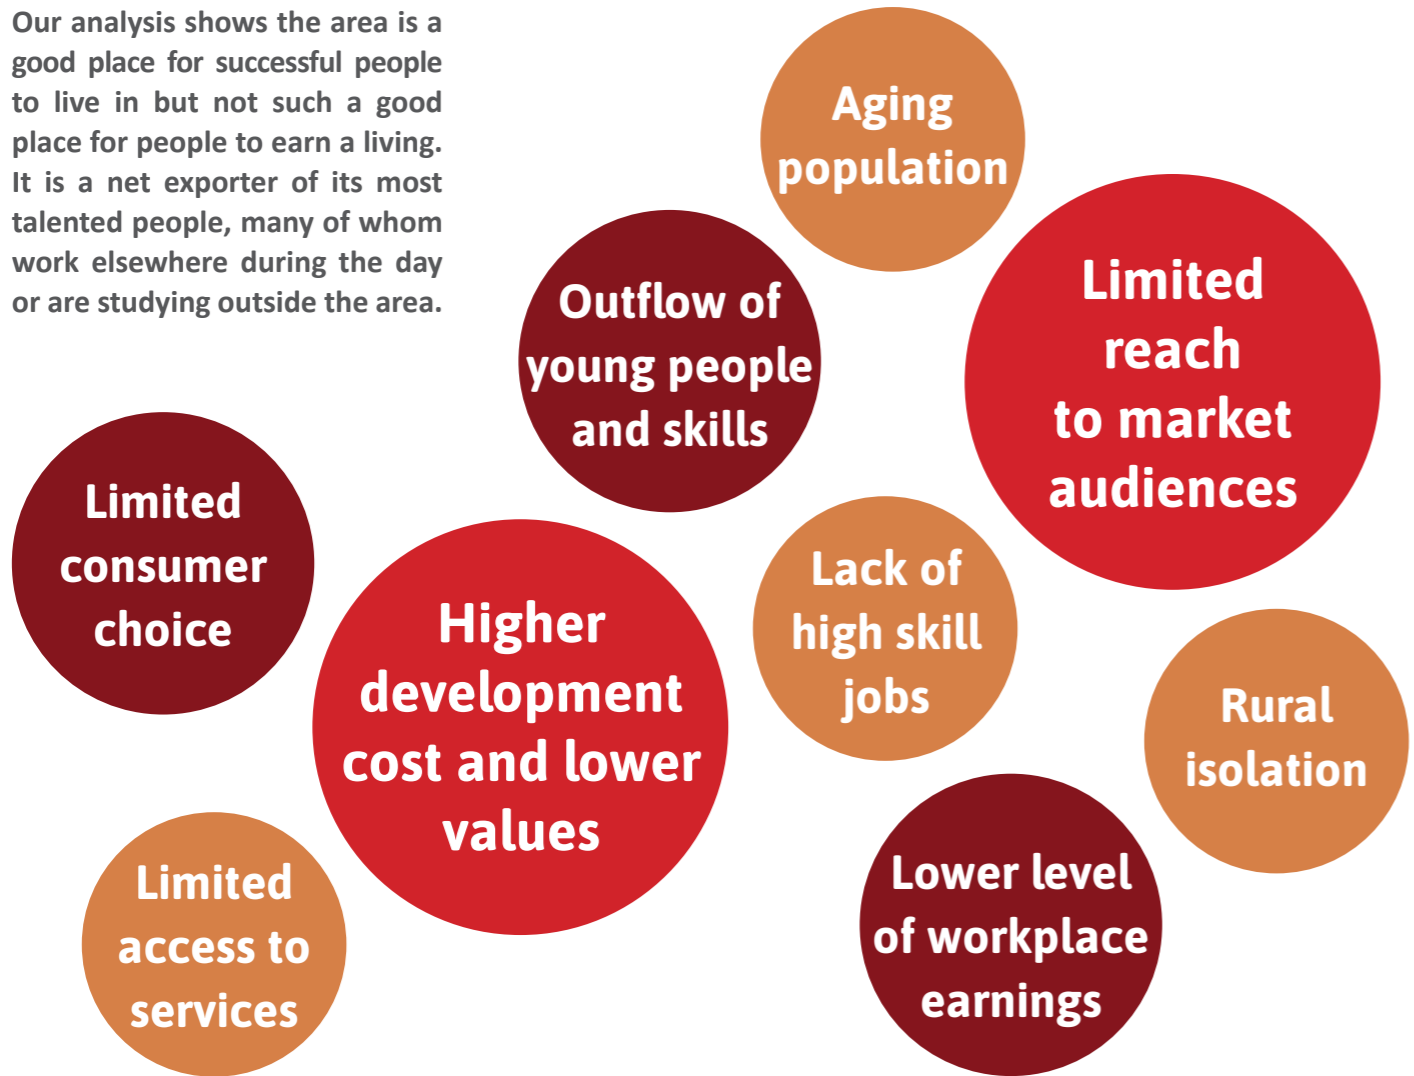 Our analysis shows the area is a
good place for successful people
to live in but not such a good
place for people to earn a living.
It is a net exporter of its most
talented people, many of whom
work elsewhere during the day
or are studying outside the area.
Aging
population
Outflow of
young people
and skills
Limited
reach
to market
audiences
Limited
consumer
choice
Higher
development
cost and lower
values
Lack of
high skill
jobs
Rural
isolation
Limited
access to
services
Lower level
of workplace
earnings